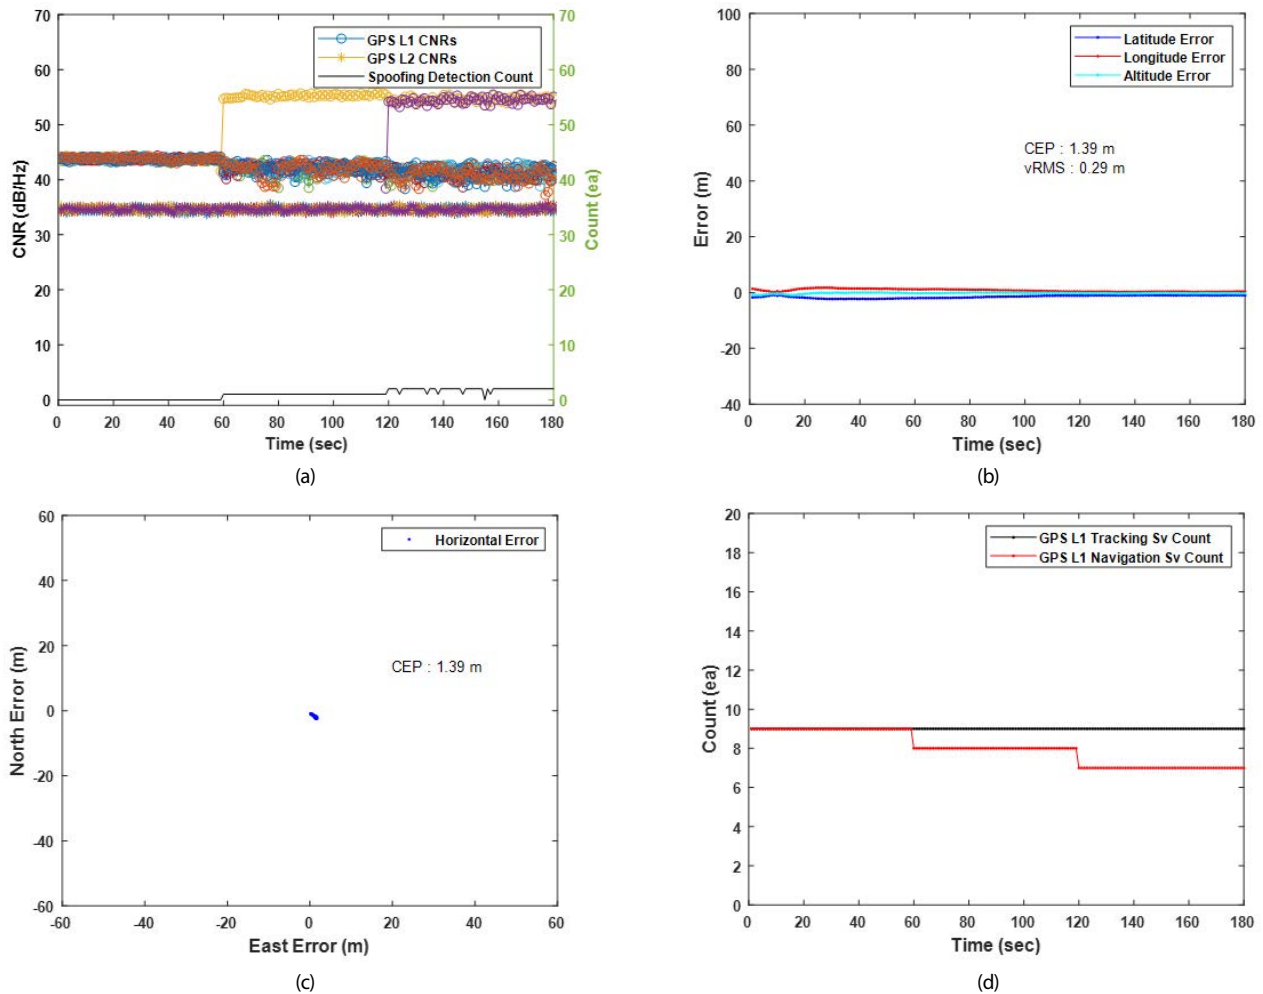 70
60
50
40
30
20
10
0
70
60
50
40
30
20
10
0
CNR (dB/Hz)
Count (ea)
GPS L1 CNRs
GPS L2 CNRs
Spoofing Detection Count
0 20 40 60 80 100 120 140 160 180
Time (sec)
(a)
100
80
60
40
20
0
-20
-40
Error (m)
Latitude Error
Longitude Error
Altitude Error
CEP : 1.39 m
vRMS : 0.29 m
0 20 40 60 80 100 120 140 160 180
Time (sec)
(b)
60
40
20
0
-20
-40
-60
North Error (m)
Horizontal Error
CEP : 1.39 m
-60 -40 -20 0 20 40 60
East Error (m)
(c)
20
18
16
14
12
10
8
6
4
2
0
Count (ea)
GPS L1 Tracking Sv Count
GPS L1 Navigation Sv Count
0 20 40 60 80 100 120 140 160 180
Time (sec)
(d)